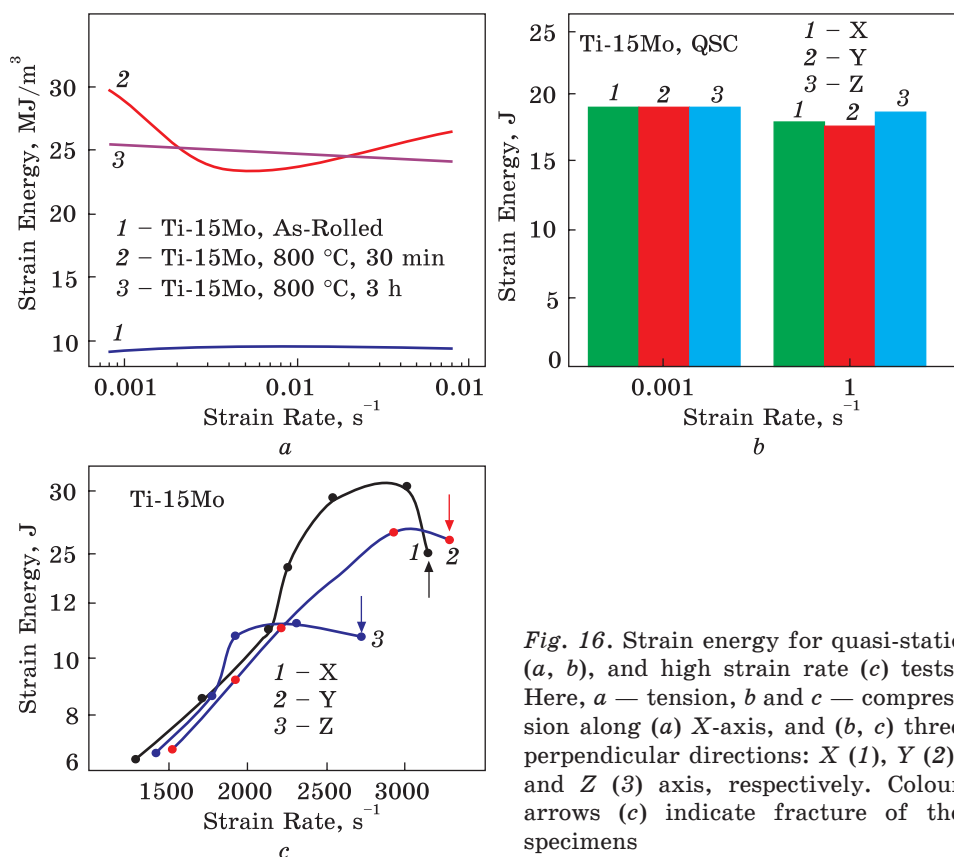 Strain Energy, MJ/m³
30
25
20
15
10
2
3
1 – Ti-15Mo, As-Rolled
2 – Ti-15Mo, 800 °C, 30 min
3 – Ti-15Mo, 800 °C, 3 h
1
0.001 0.01 0.01
Strain Rate, s⁻¹
a
Strain Energy, J
25
20
15
10
5
0
Ti-15Mo, QSC
1 – X
2 – Y
3 – Z
1 2 3
1 2 3
0.001 1
Strain Rate, s⁻¹
b
Strain Energy, J
30
25
12
10
8
6
Ti-15Mo
1
2
3
1 – X
2 – Y
3 – Z
1500 2000 2500 3000
Strain Rate, s⁻¹
c
Fig. 16. Strain energy for quasi-static
(a, b), and high strain rate (c) tests
Here, a — tension, b and c — compres-
sion along (a) X-axis, and (b, c) three
perpendicular directions: X (1), Y (2)
and Z (3) axis, respectively. Colour
arrows (c) indicate fracture of the
specimens